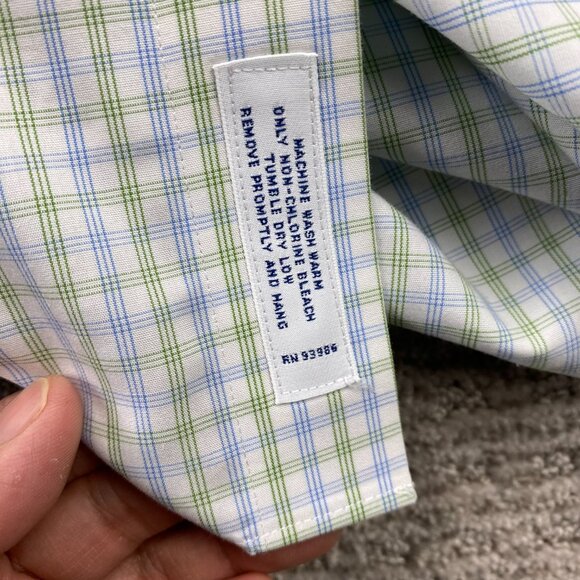 MACHINE WASH WARM
ONLY NON-CHLORINE BLEACH
TUMBLE DRY LOW
REMOVE PROMPTLY AND HANG
RN 93986